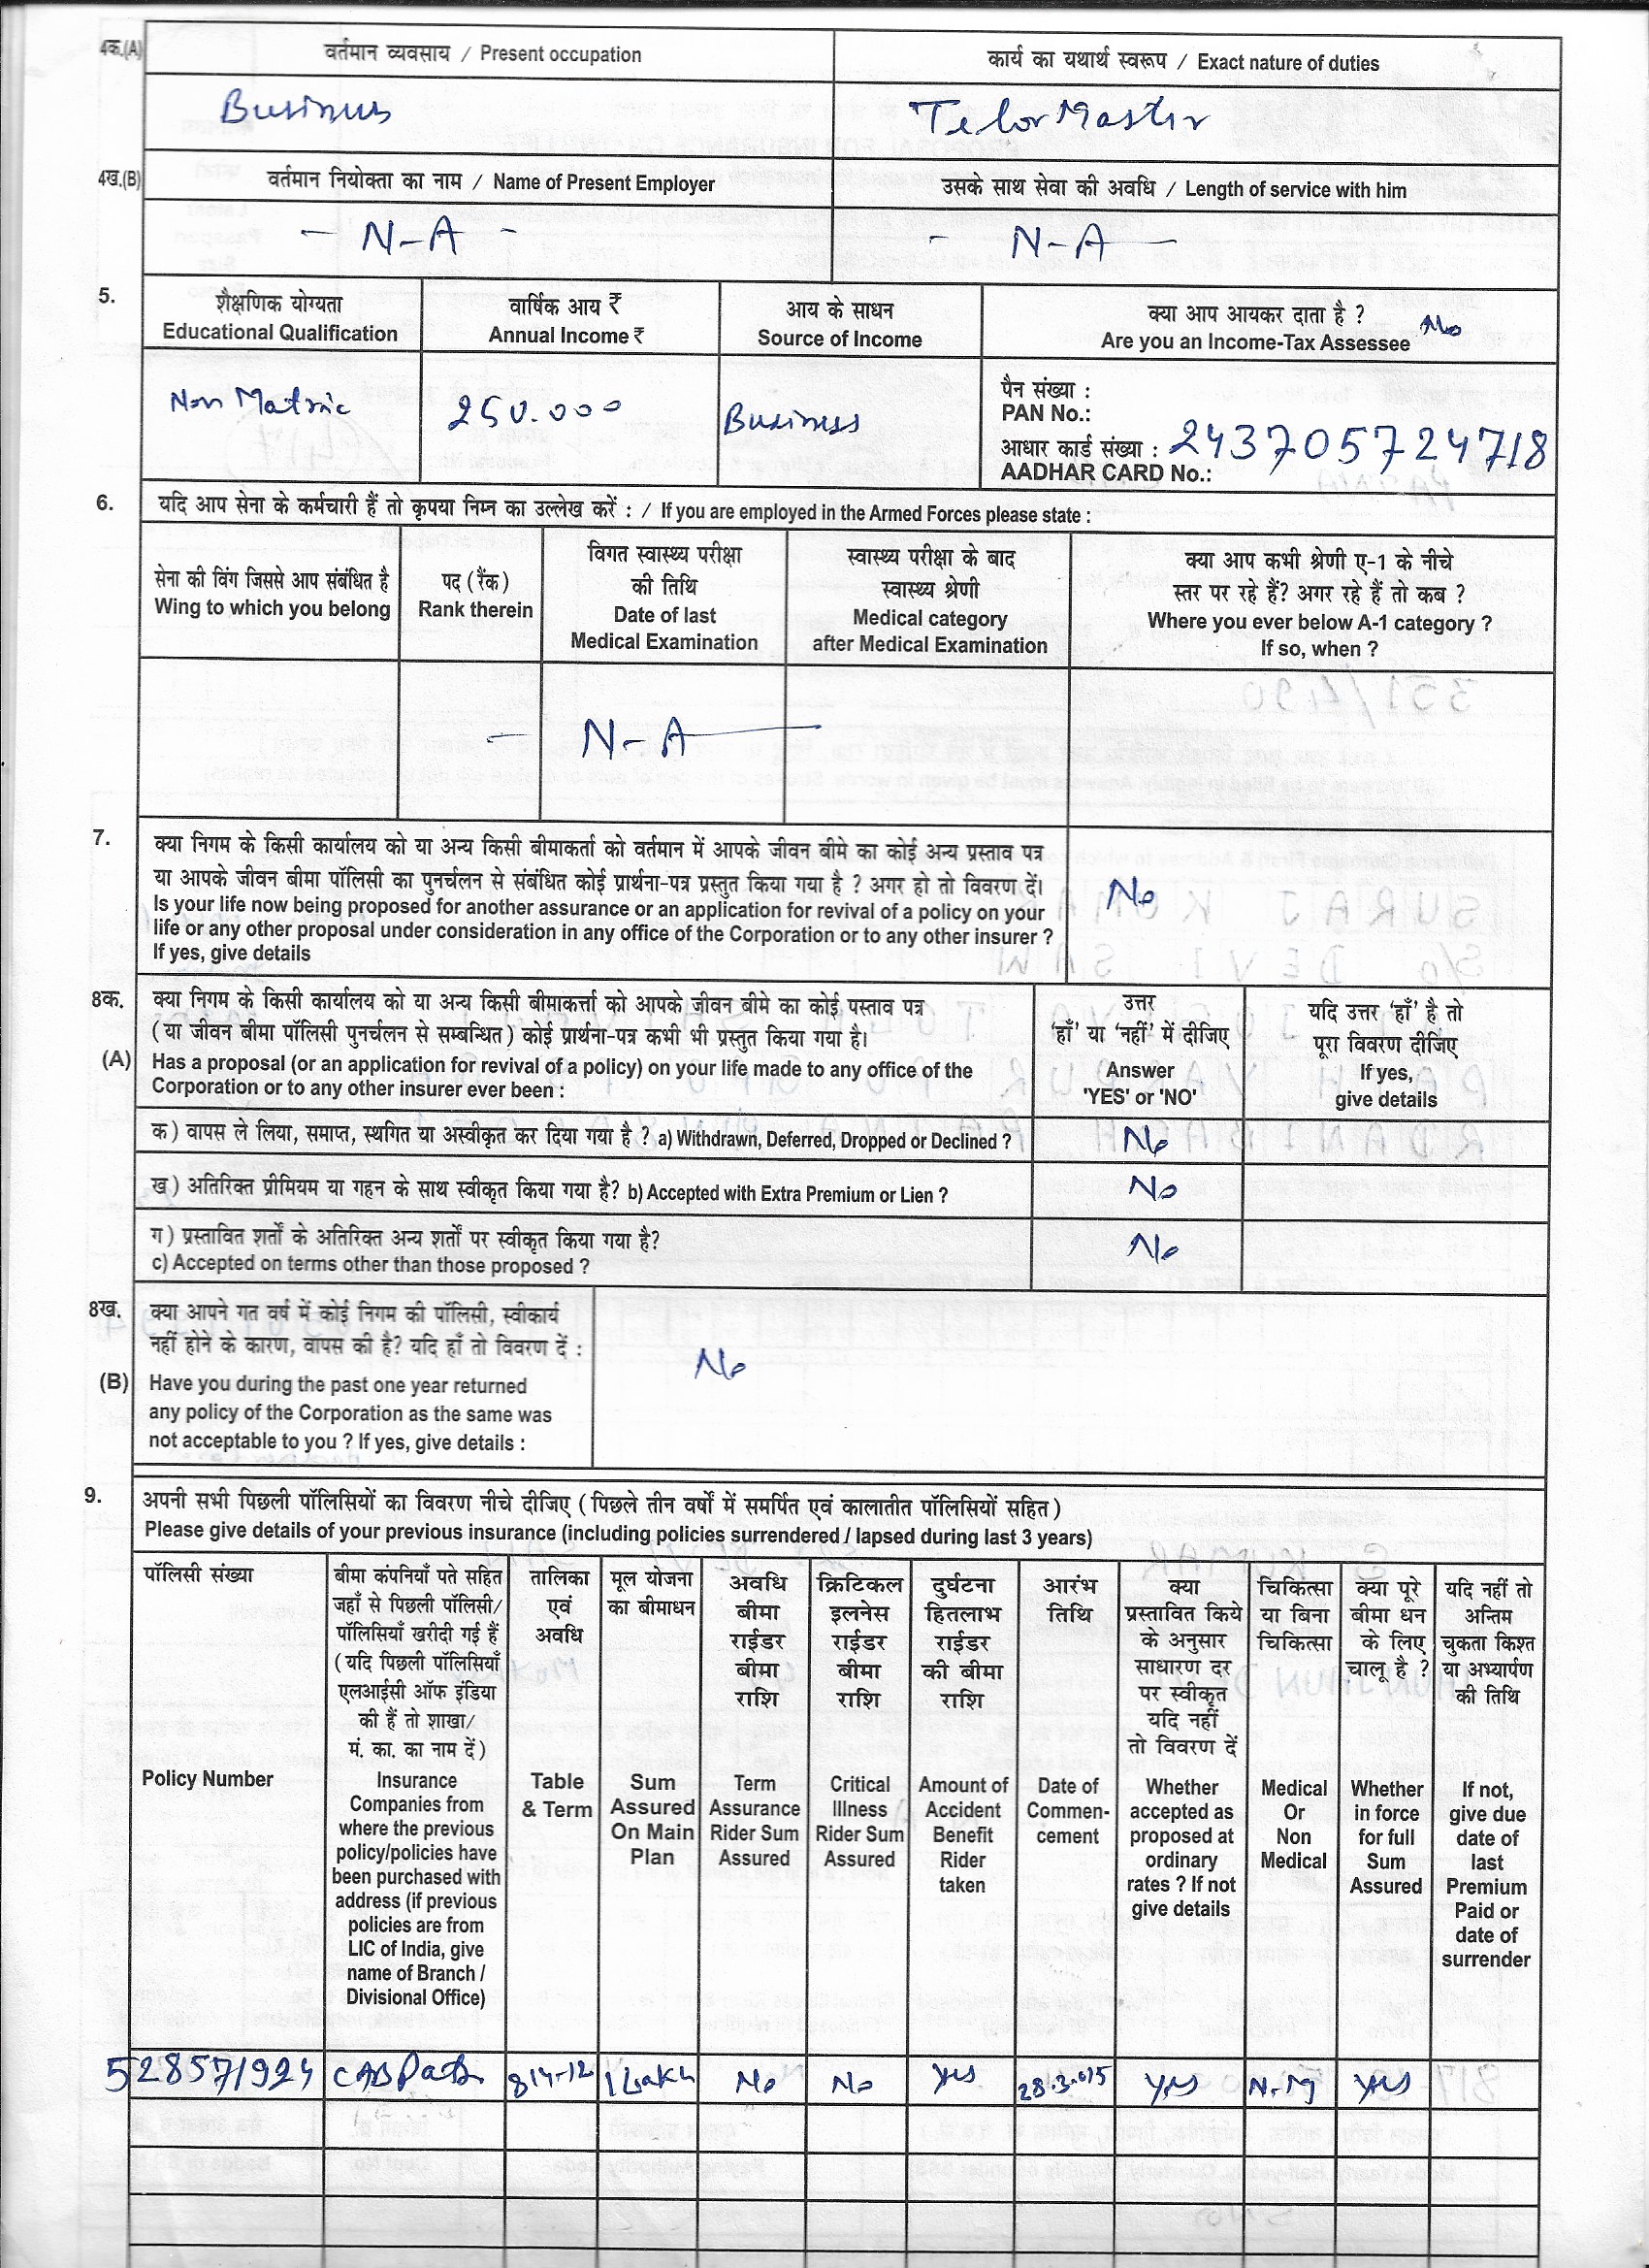 4क.(A) वर्तमान व्यवसाय / Present occupation कार्य का यथार्थ स्वरूप / Exact nature of duties
Business TelorMaster
4ख.(B) वर्तमान नियोक्ता का नाम / Name of Present Employer उसके साथ सेवा की अवधि / Length of service with him
- N-A - - N-A -
5. शैक्षणिक योग्यता वार्षिक आय ₹ आय के साधन क्या आप आयकर दाता है ? No
Educational Qualification Annual Income ₹ Source of Income Are you an Income-Tax Assessee
Non Matric 250.000 Business
पैन संख्या :
PAN No.:
आधार कार्ड संख्या : 243705724718
AADHAR CARD No.:
6. यदि आप सेना के कर्मचारी हैं तो कृपया निम्न का उल्लेख करें : / If you are employed in the Armed Forces please state :
सेना की विंग जिससे आप संबंधित है
Wing to which you belong
पद (रैंक)
Rank therein
विगत स्वास्थ्य परीक्षा
की तिथि
Date of last
Medical Examination
स्वास्थ्य परीक्षा के बाद
स्वास्थ्य श्रेणी
Medical category
after Medical Examination
क्या आप कभी श्रेणी ए-1 के नीचे
स्तर पर रहे हैं? अगर रहे हैं तो कब ?
Where you ever below A-1 category ?
If so, when ?
- N-A -
7. क्या निगम के किसी कार्यालय को या अन्य किसी बीमाकर्ता को वर्तमान में आपके जीवन बीमे का कोई अन्य प्रस्ताव पत्र
या आपके जीवन बीमा पॉलिसी का पुनर्चलन से संबंधित कोई प्रार्थना-पत्र प्रस्तुत किया गया है ? अगर हो तो विवरण दें।
Is your life now being proposed for another assurance or an application for revival of a policy on your
life or any other proposal under consideration in any office of the Corporation or to any other insurer ?
If yes, give details
No
8क. क्या निगम के किसी कार्यालय को या अन्य किसी बीमाकर्त्ता को आपके जीवन बीमे का कोई पस्ताव पत्र
(या जीवन बीमा पॉलिसी पुनर्चलन से सम्बन्धित) कोई प्रार्थना-पत्र कभी भी प्रस्तुत किया गया है।
(A) Has a proposal (or an application for revival of a policy) on your life made to any office of the
Corporation or to any other insurer ever been :
उत्तर
'हाँ' या 'नहीं' में दीजिए
Answer
'YES' or 'NO'
यदि उत्तर 'हाँ' है तो
पूरा विवरण दीजिए
If yes,
give details
क) वापस ले लिया, समाप्त, स्थगित या अस्वीकृत कर दिया गया है ? a) Withdrawn, Deferred, Dropped or Declined ? No
ख) अतिरिक्त प्रीमियम या गहन के साथ स्वीकृत किया गया है? b) Accepted with Extra Premium or Lien ? No
ग) प्रस्तावित शर्तों के अतिरिक्त अन्य शर्तों पर स्वीकृत किया गया है?
c) Accepted on terms other than those proposed ? No
8ख. क्या आपने गत वर्ष में कोई निगम की पॉलिसी, स्वीकार्य
नहीं होने के कारण, वापस की है? यदि हाँ तो विवरण दें :
(B) Have you during the past one year returned
any policy of the Corporation as the same was
not acceptable to you ? If yes, give details :
No
9. अपनी सभी पिछली पॉलिसियों का विवरण नीचे दीजिए (पिछले तीन वर्षों में समर्पित एवं कालातीत पॉलिसियों सहित)
Please give details of your previous insurance (including policies surrendered / lapsed during last 3 years)
पॉलिसी संख्या
Policy Number
बीमा कंपनियाँ पते सहित
जहाँ से पिछली पॉलिसी/
पॉलिसियाँ खरीदी गई हैं
(यदि पिछली पॉलिसियाँ
एलआईसी ऑफ इंडिया
की हैं तो शाखा/
मं. का. का नाम दें)
Insurance
Companies from
where the previous
policy/policies have
been purchased with
address (if previous
policies are from
LIC of India, give
name of Branch /
Divisional Office)
तालिका
एवं
अवधि
Table
& Term
मूल योजना
का बीमाधन
Sum
Assured
On Main
Plan
अवधि
बीमा
राईडर
बीमा
राशि
Term
Assurance
Rider Sum
Assured
क्रिटिकल
इलनेस
राईडर
बीमा
राशि
Critical
Illness
Rider Sum
Assured
दुर्घटना
हितलाभ
राईडर
की बीमा
राशि
Amount of
Accident
Benefit
Rider
taken
आरंभ
तिथि
Date of
Commen-
cement
क्या
प्रस्तावित किये
के अनुसार
साधारण दर
पर स्वीकृत
यदि नहीं
तो विवरण दें
Whether
accepted as
proposed at
ordinary
rates ? If not
give details
चिकित्सा
या बिना
चिकित्सा
Medical
Or
Non
Medical
क्या पूरे
बीमा धन
के लिए
चालू है ?
Whether
in force
for full
Sum
Assured
यदि नहीं तो
अन्तिम
चुकता किश्त
या अभ्यार्पण
की तिथि
If not,
give due
date of
last
Premium
Paid or
date of
surrender
528571924 814-12 1 Lakh No No yes 28.3.015 yes N-M yes